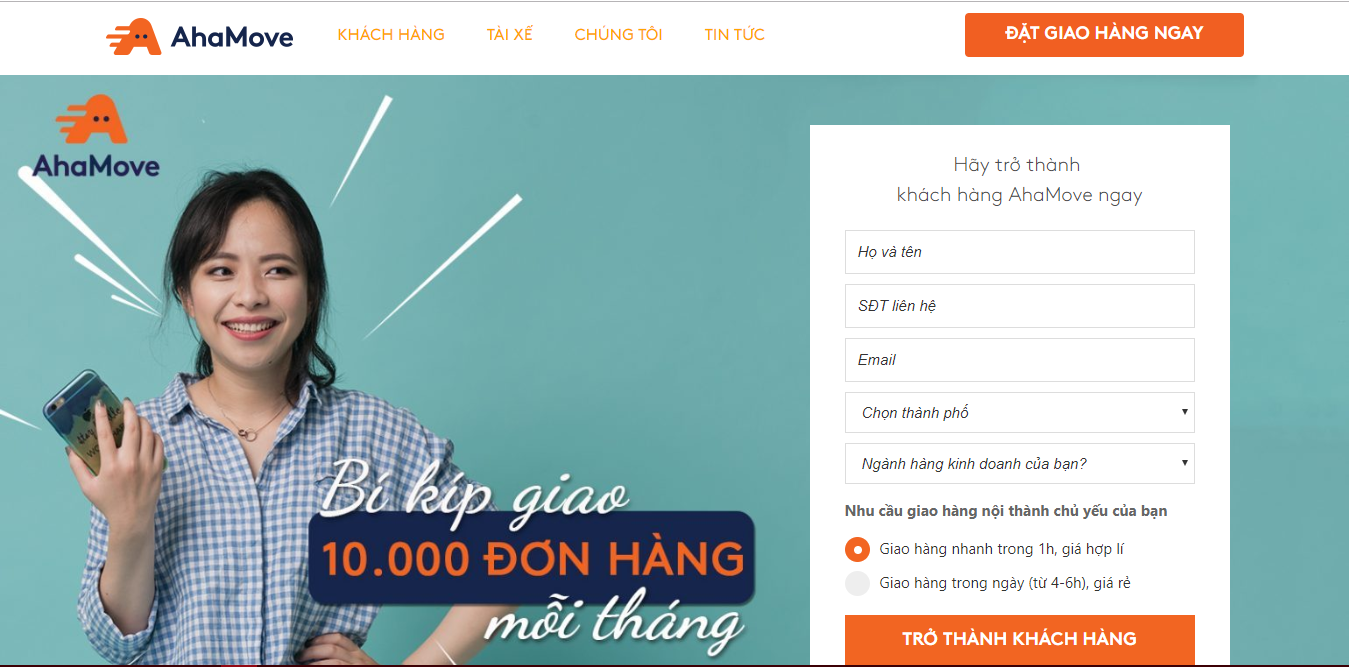 AhaMove
KHÁCH HÀNG
TÀI XẾ
CHÚNG TÔI
TIN TỨC
ĐẶT GIAO HÀNG NGAY
AhaMove
Bí kíp giao
10.000 ĐƠN HÀNG
mỗi tháng
Hãy trở thành
khách hàng AhaMove ngay
Họ và tên
SĐT liên hệ
Email
Chọn thành phố
Ngành hàng kinh doanh của bạn?
Nhu cầu giao hàng nội thành chủ yếu của bạn
Giao hàng nhanh trong 1h, giá hợp lí
Giao hàng trong ngày (từ 4-6h), giá rẻ
TRỞ THÀNH KHÁCH HÀNG